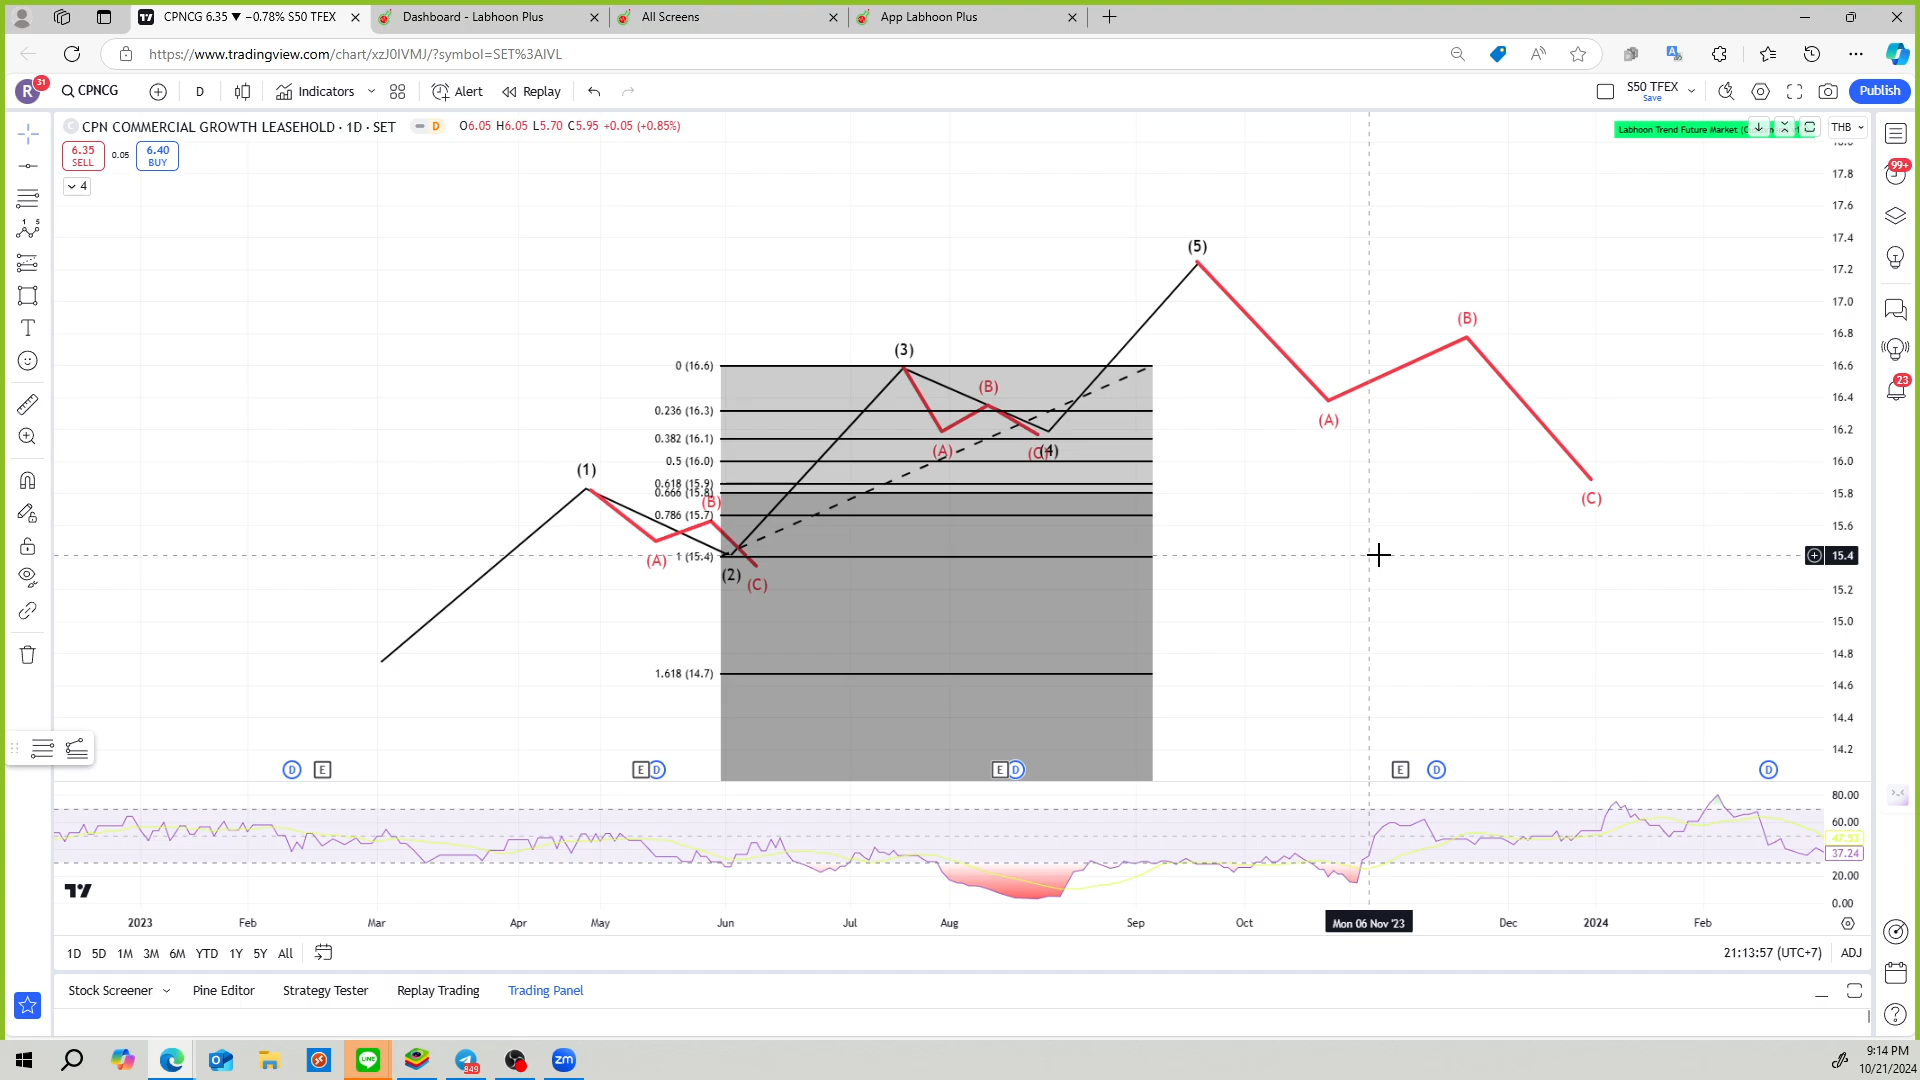 CPNCG 6.35 ▼ −0.78% S50 TFEX
Dashboard - Labhoon Plus
All Screens
App Labhoon Plus
https://www.tradingview.com/chart/xzJ0IVMJ/?symbol=SET%3AIVL
R
31
CPNCG
D
Indicators
Alert
Replay
S50 TFEX
Save
Publish
CPN COMMERCIAL GROWTH LEASEHOLD · 1D · SET
D
O6.05 H6.05 L5.70 C5.95 +0.05 (+0.85%)
Labhoon Trend Future Market
THB
6.35
SELL
0.05
6.40
BUY
4
99+
23
17.8
17.6
17.4
17.2
17.0
16.8
16.6
16.4
16.2
16.0
15.8
15.6
15.4
15.2
15.0
14.8
14.6
14.4
14.2
(5)
(B)
(3)
0 (16.6)
(B)
0.236 (16.3)
(A)
0.382 (16.1)
(A)
(C)
(4)
0.5 (16.0)
(1)
0.618 (15.9)
0.666 (15.8)
(B)
(C)
0.786 (15.7)
(A)
1 (15.4)
(2)
(C)
1.618 (14.7)
D
E
E
D
E
D
E
D
D
80.00
60.00
47.53
37.24
20.00
0.00
2023
Feb
Mar
Apr
May
Jun
Jul
Aug
Sep
Oct
Mon 06 Nov '23
Dec
2024
Feb
1D
5D
1M
3M
6M
YTD
1Y
5Y
All
21:13:57 (UTC+7)
ADJ
Stock Screener
Pine Editor
Strategy Tester
Replay Trading
Trading Panel
LINE
849
zm
9:14 PM
10/21/2024